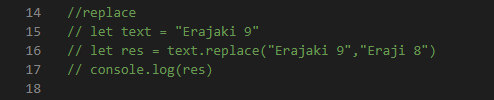 14 //replace
15 // let text = "Erajaki 9"
16 // let res = text.replace("Erajaki 9","Eraji 8")
17 // console.log(res)
18